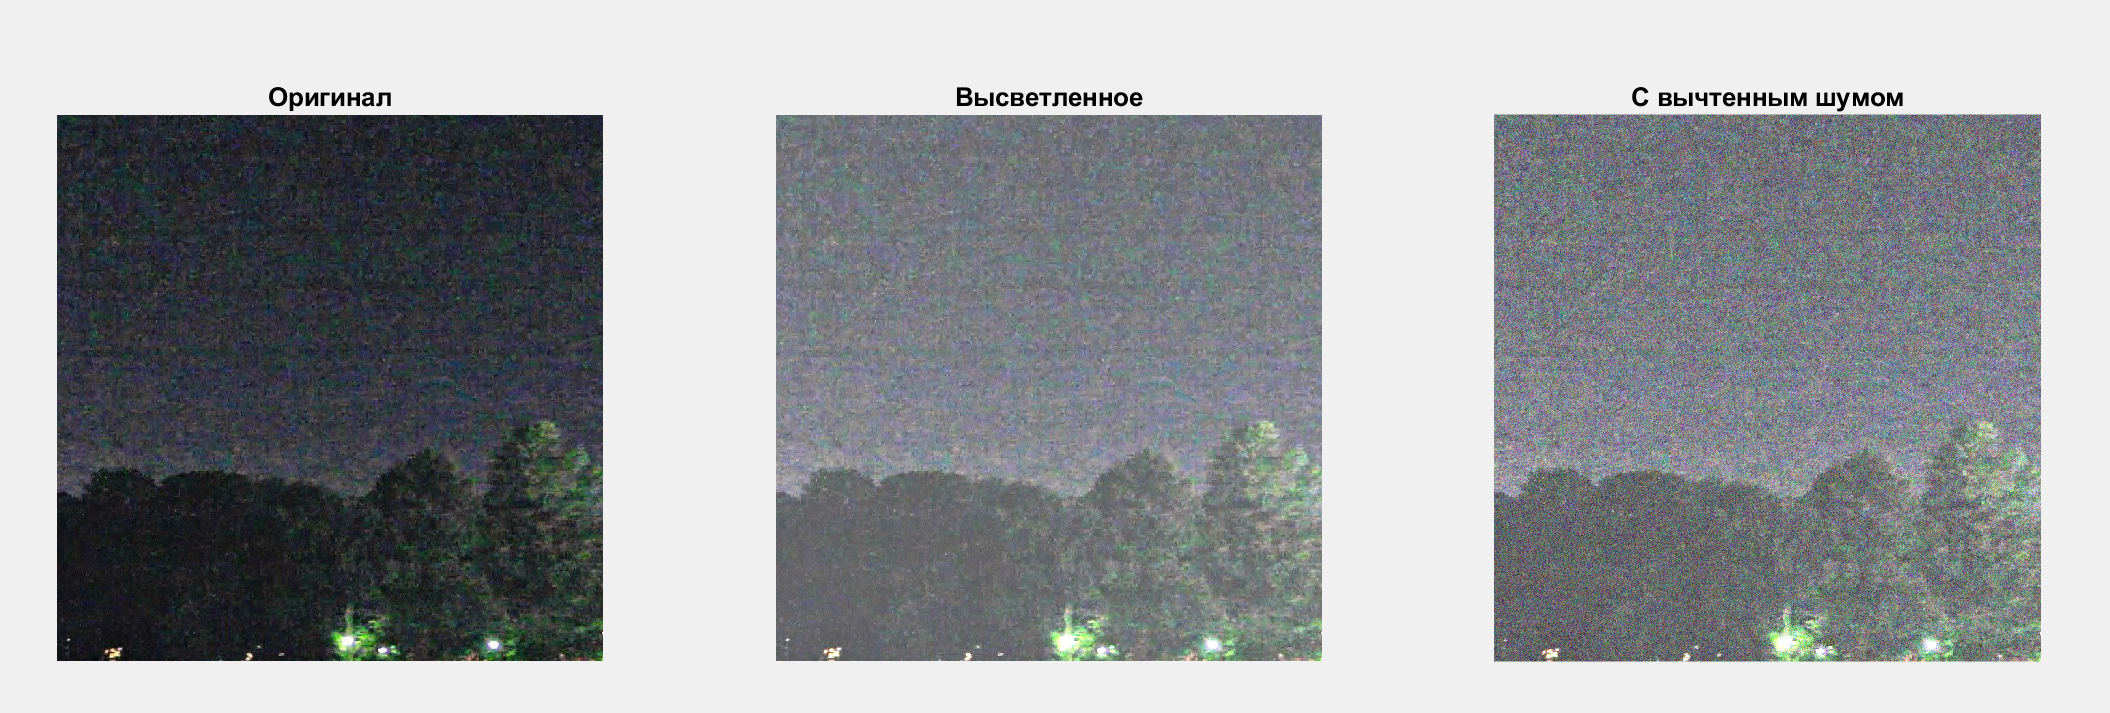 Оригинал
Высветленное
С вычтенным шумом